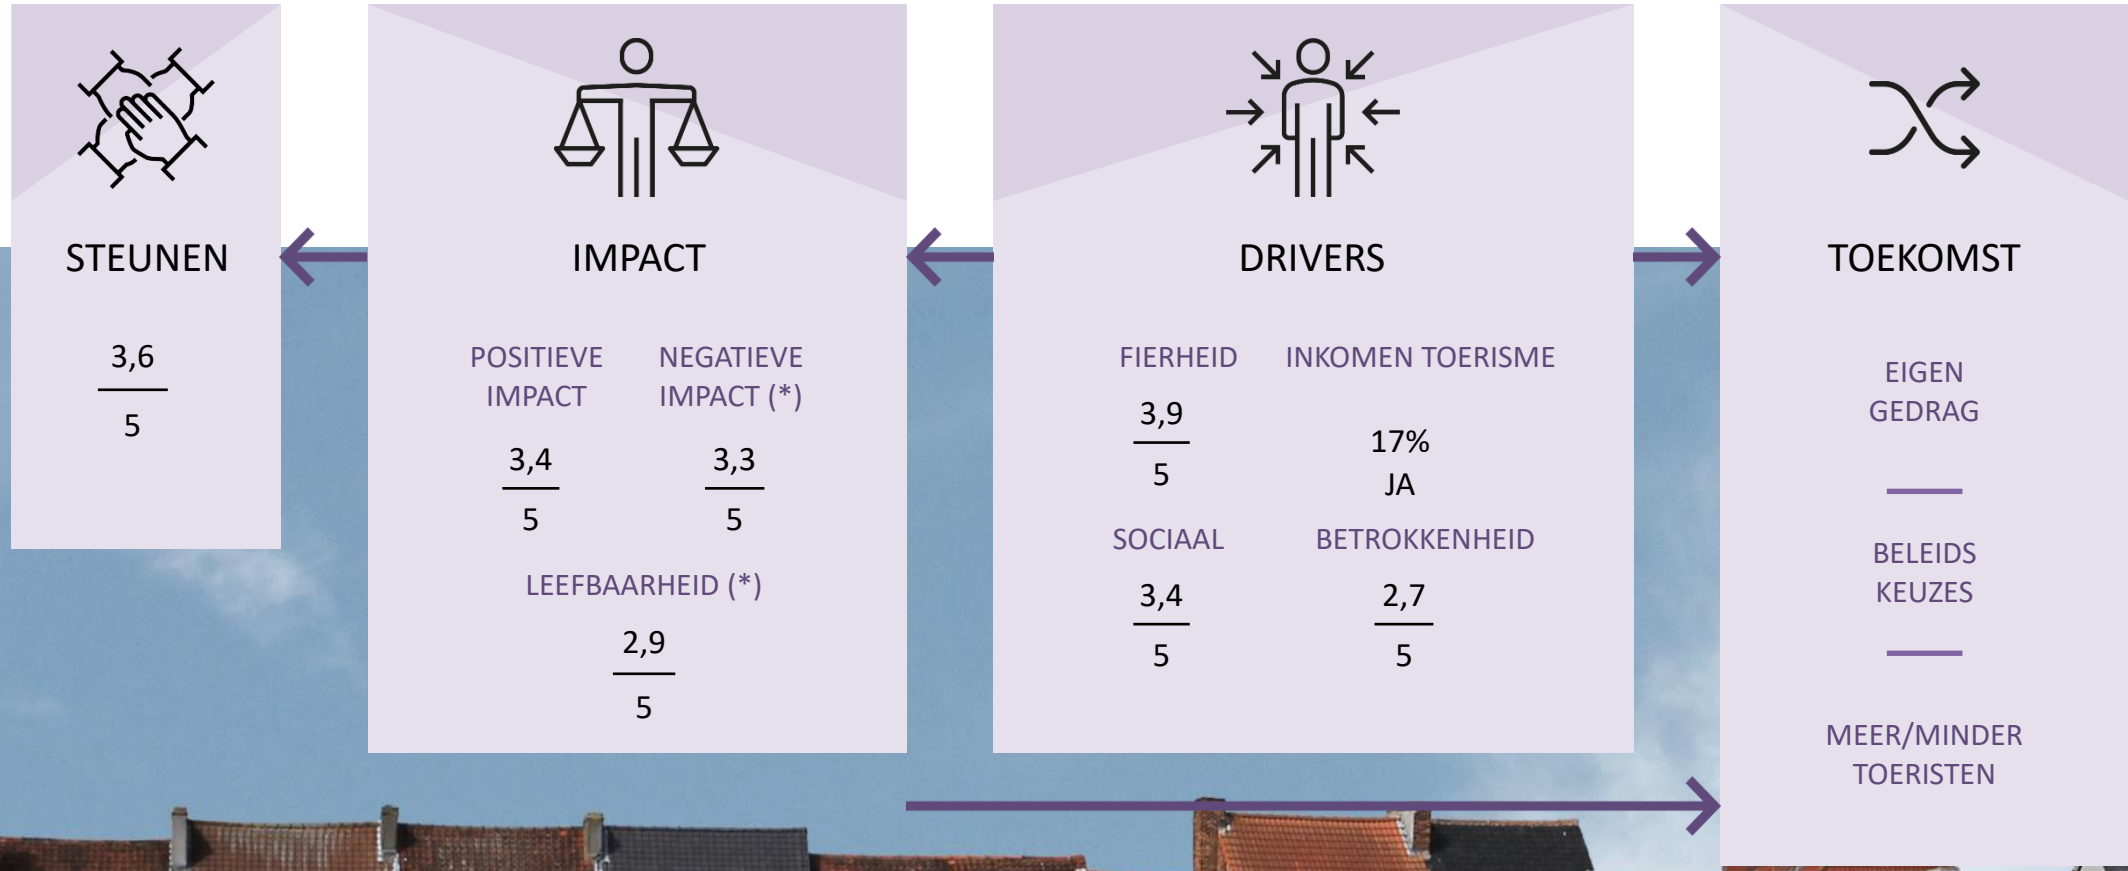 STEUNEN
3,6
5
IMPACT
POSITIEVE
IMPACT
3,4
5
NEGATIEVE
IMPACT (*)
3,3
5
LEEFBAARHEID (*)
2,9
5
DRIVERS
FIERHEID
3,9
5
INKOMEN TOERISME
17%
JA
SOCIAAL
3,4
5
BETROKKENHEID
2,7
5
TOEKOMST
EIGEN
GEDRAG
BELEIDS
KEUZES
MEER/MINDER
TOERISTEN